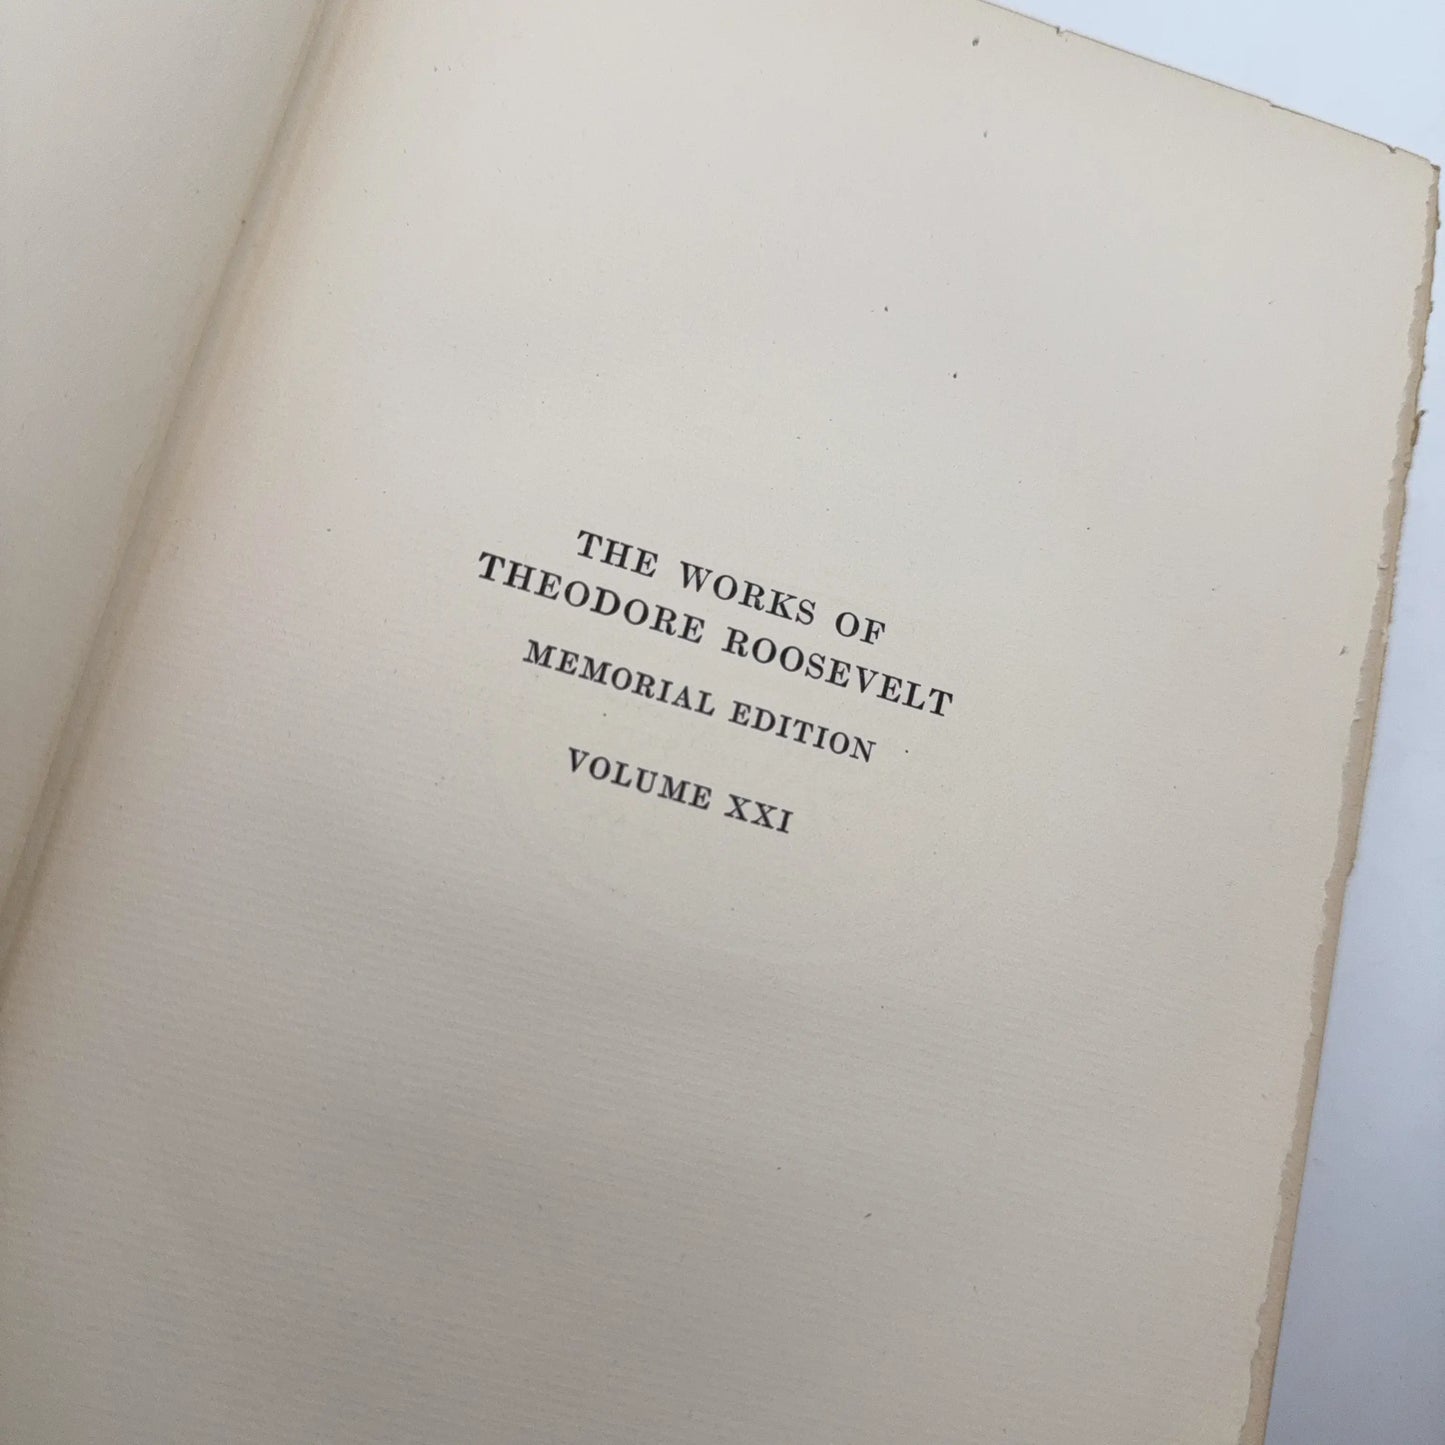 THE WORKS OF
THEODORE ROOSEVELT
MEMORIAL EDITION
VOLUME XXI